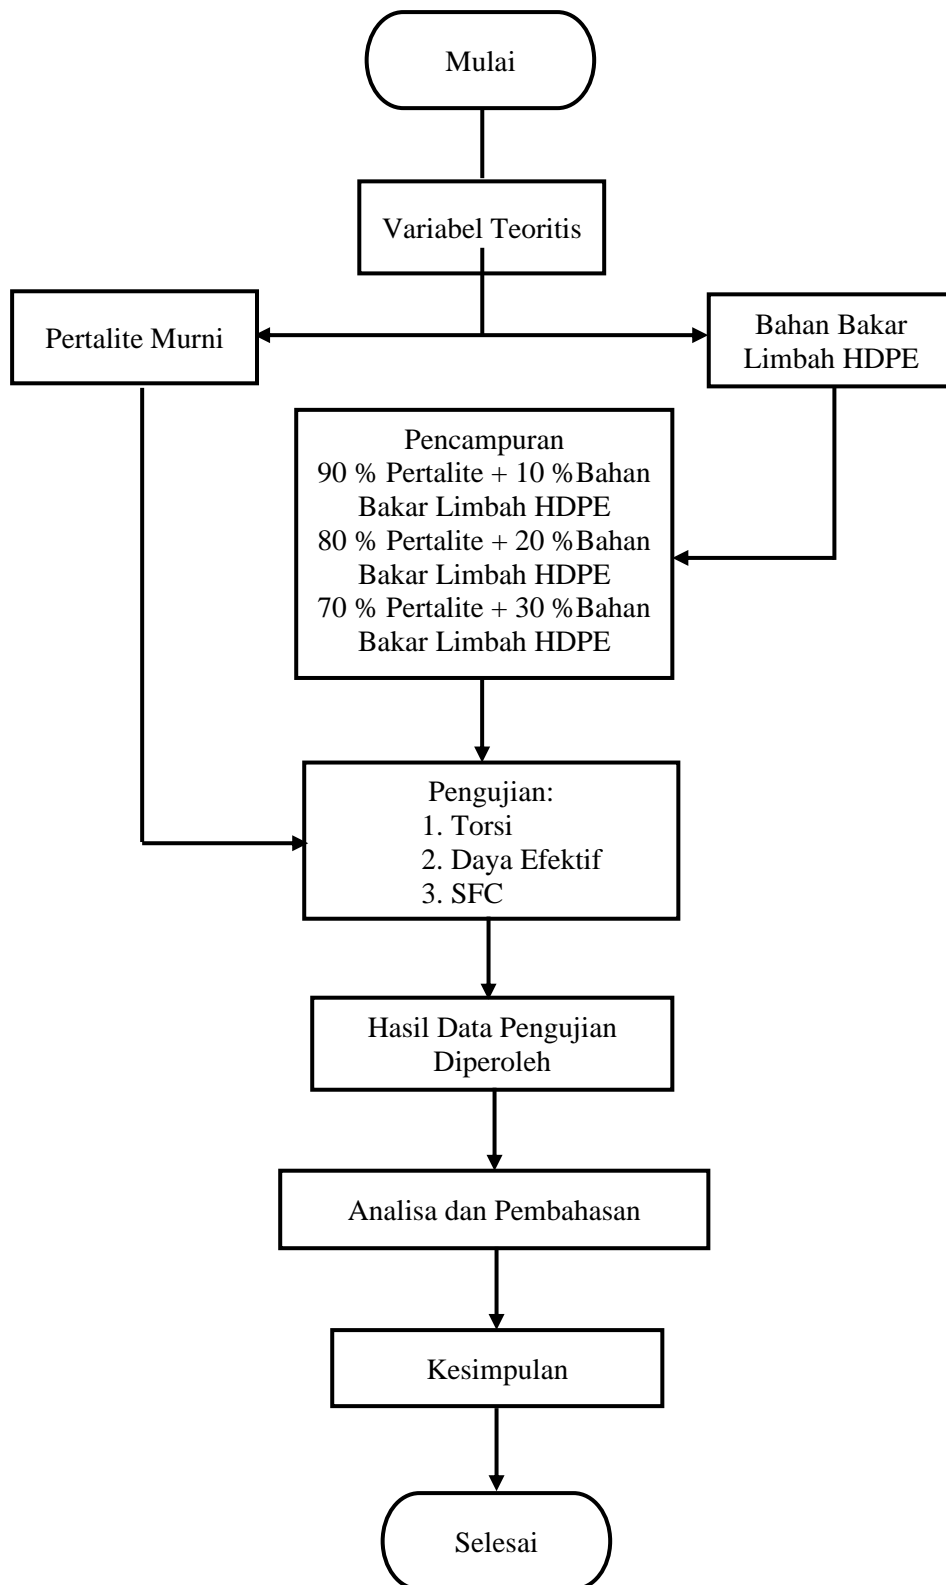 Mulai
Variabel Teoritis
Pertalite Murni
Bahan Bakar
Limbah HDPE
Pencampuran
90 % Pertalite + 10 %Bahan
Bakar Limbah HDPE
80 % Pertalite + 20 %Bahan
Bakar Limbah HDPE
70 % Pertalite + 30 %Bahan
Bakar Limbah HDPE
Pengujian:
1. Torsi
2. Daya Efektif
3. SFC
Hasil Data Pengujian
Diperoleh
Analisa dan Pembahasan
Kesimpulan
Selesai